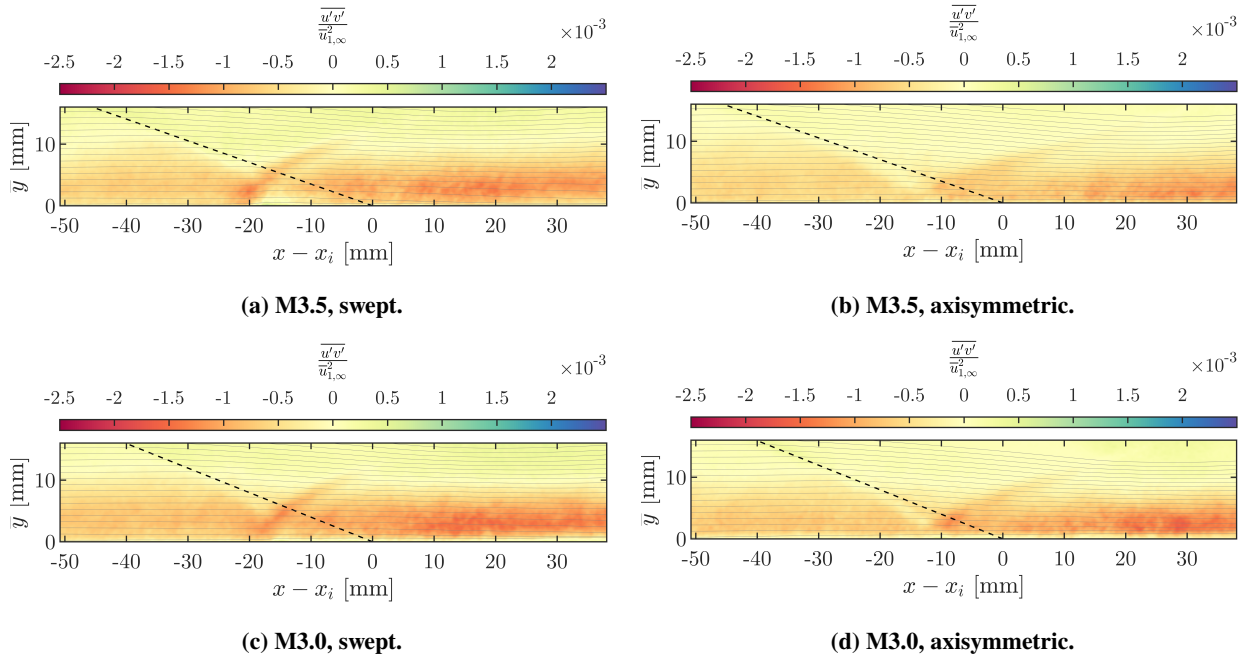 u'v' / u̅²₁,∞
×10⁻³
-2.5 -2 -1.5 -1 -0.5 0 0.5 1 1.5 2
y̅ [mm]
10
0
-50 -40 -30 -20 -10 0 10 20 30
x − xᵢ [mm]
(a) M3.5, swept.
u'v' / u̅²₁,∞
×10⁻³
-2.5 -2 -1.5 -1 -0.5 0 0.5 1 1.5 2
y̅ [mm]
10
0
-50 -40 -30 -20 -10 0 10 20 30
x − xᵢ [mm]
(b) M3.5, axisymmetric.
u'v' / u̅²₁,∞
×10⁻³
-2.5 -2 -1.5 -1 -0.5 0 0.5 1 1.5 2
y̅ [mm]
10
0
-50 -40 -30 -20 -10 0 10 20 30
x − xᵢ [mm]
(c) M3.0, swept.
u'v' / u̅²₁,∞
×10⁻³
-2.5 -2 -1.5 -1 -0.5 0 0.5 1 1.5 2
y̅ [mm]
10
0
-50 -40 -30 -20 -10 0 10 20 30
x − xᵢ [mm]
(d) M3.0, axisymmetric.